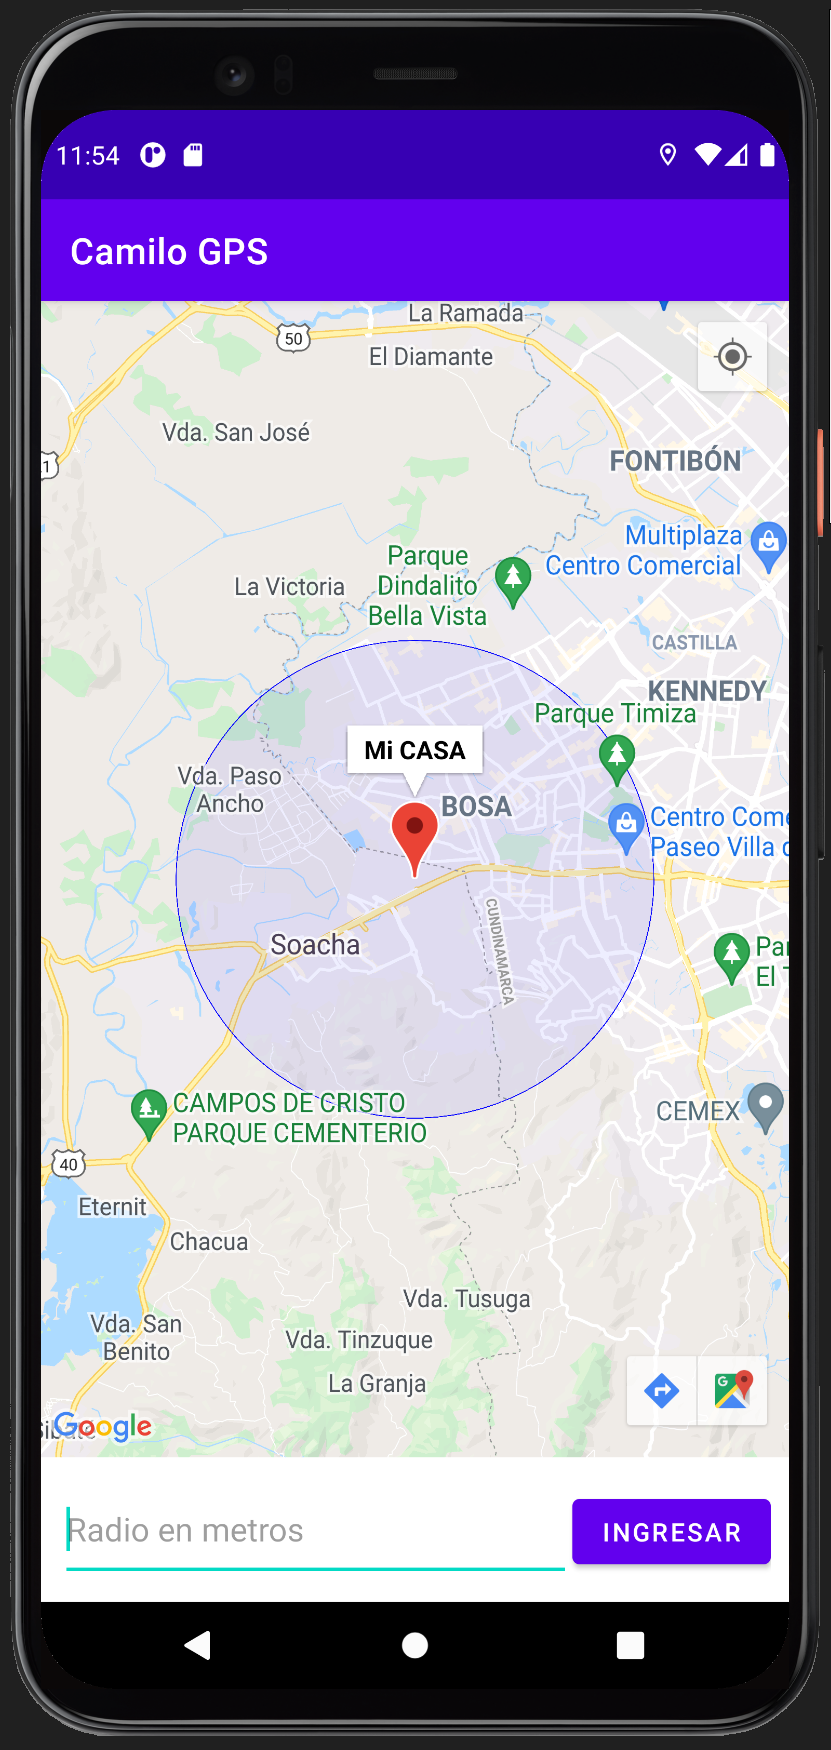 11:54
Camilo GPS
La Ramada
50
El Diamante
Vda. San José
FONTIBÓN
1
Multiplaza
Centro Comercial
Parque
Dindalito
Bella Vista
La Victoria
CASTILLA
KENNEDY
Parque Timiza
Mi CASA
Vda. Paso
Ancho
BOSA
Centro Come
Paseo Villa d
CUNDINAMARCA
Soacha
Par
El T
CAMPOS DE CRISTO
PARQUE CEMENTERIO
CEMEX
40
Eternit
Chacua
Vda. Tusuga
Vda. San
Benito
Vda. Tinzuque
La Granja
G
Google
Radio en metros
INGRESAR